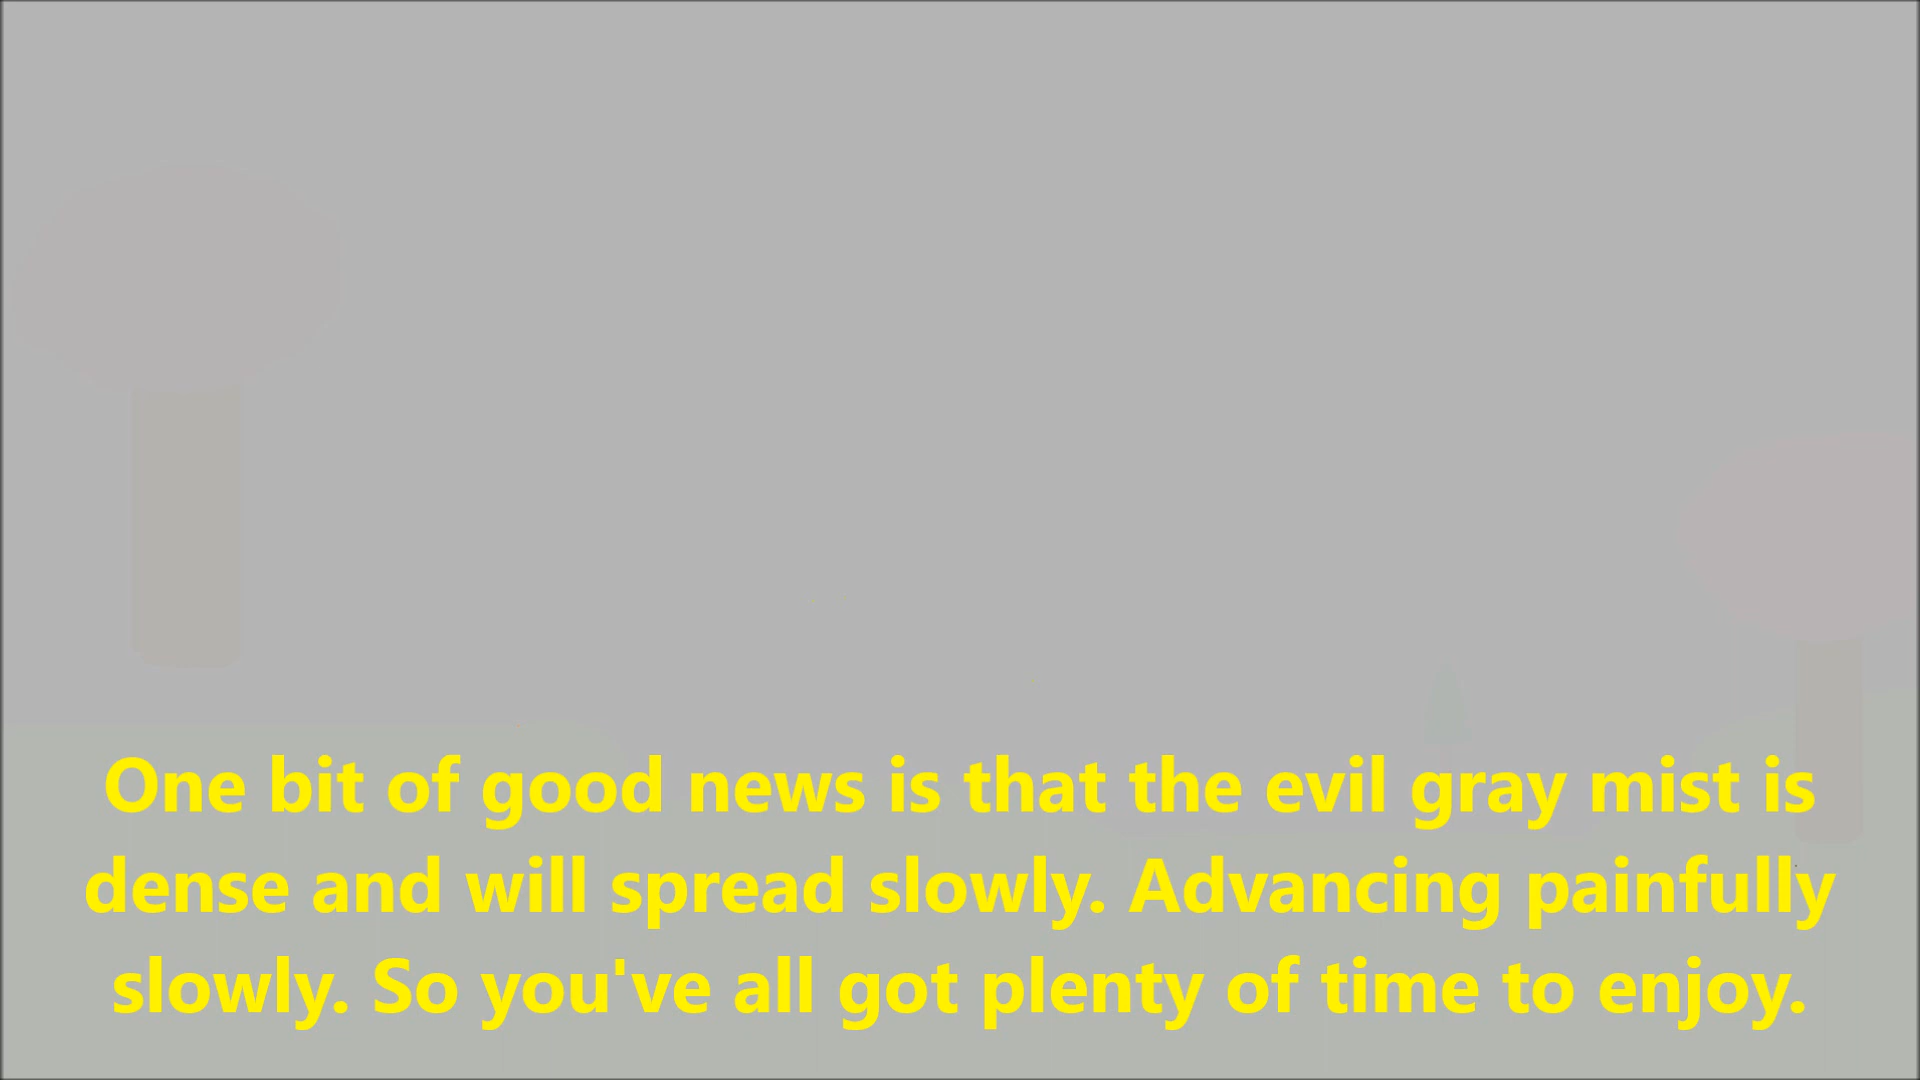 One bit of good news is that the evil gray mist is
dense and will spread slowly. Advancing painfully
slowly. So you've all got plenty of time to enjoy.